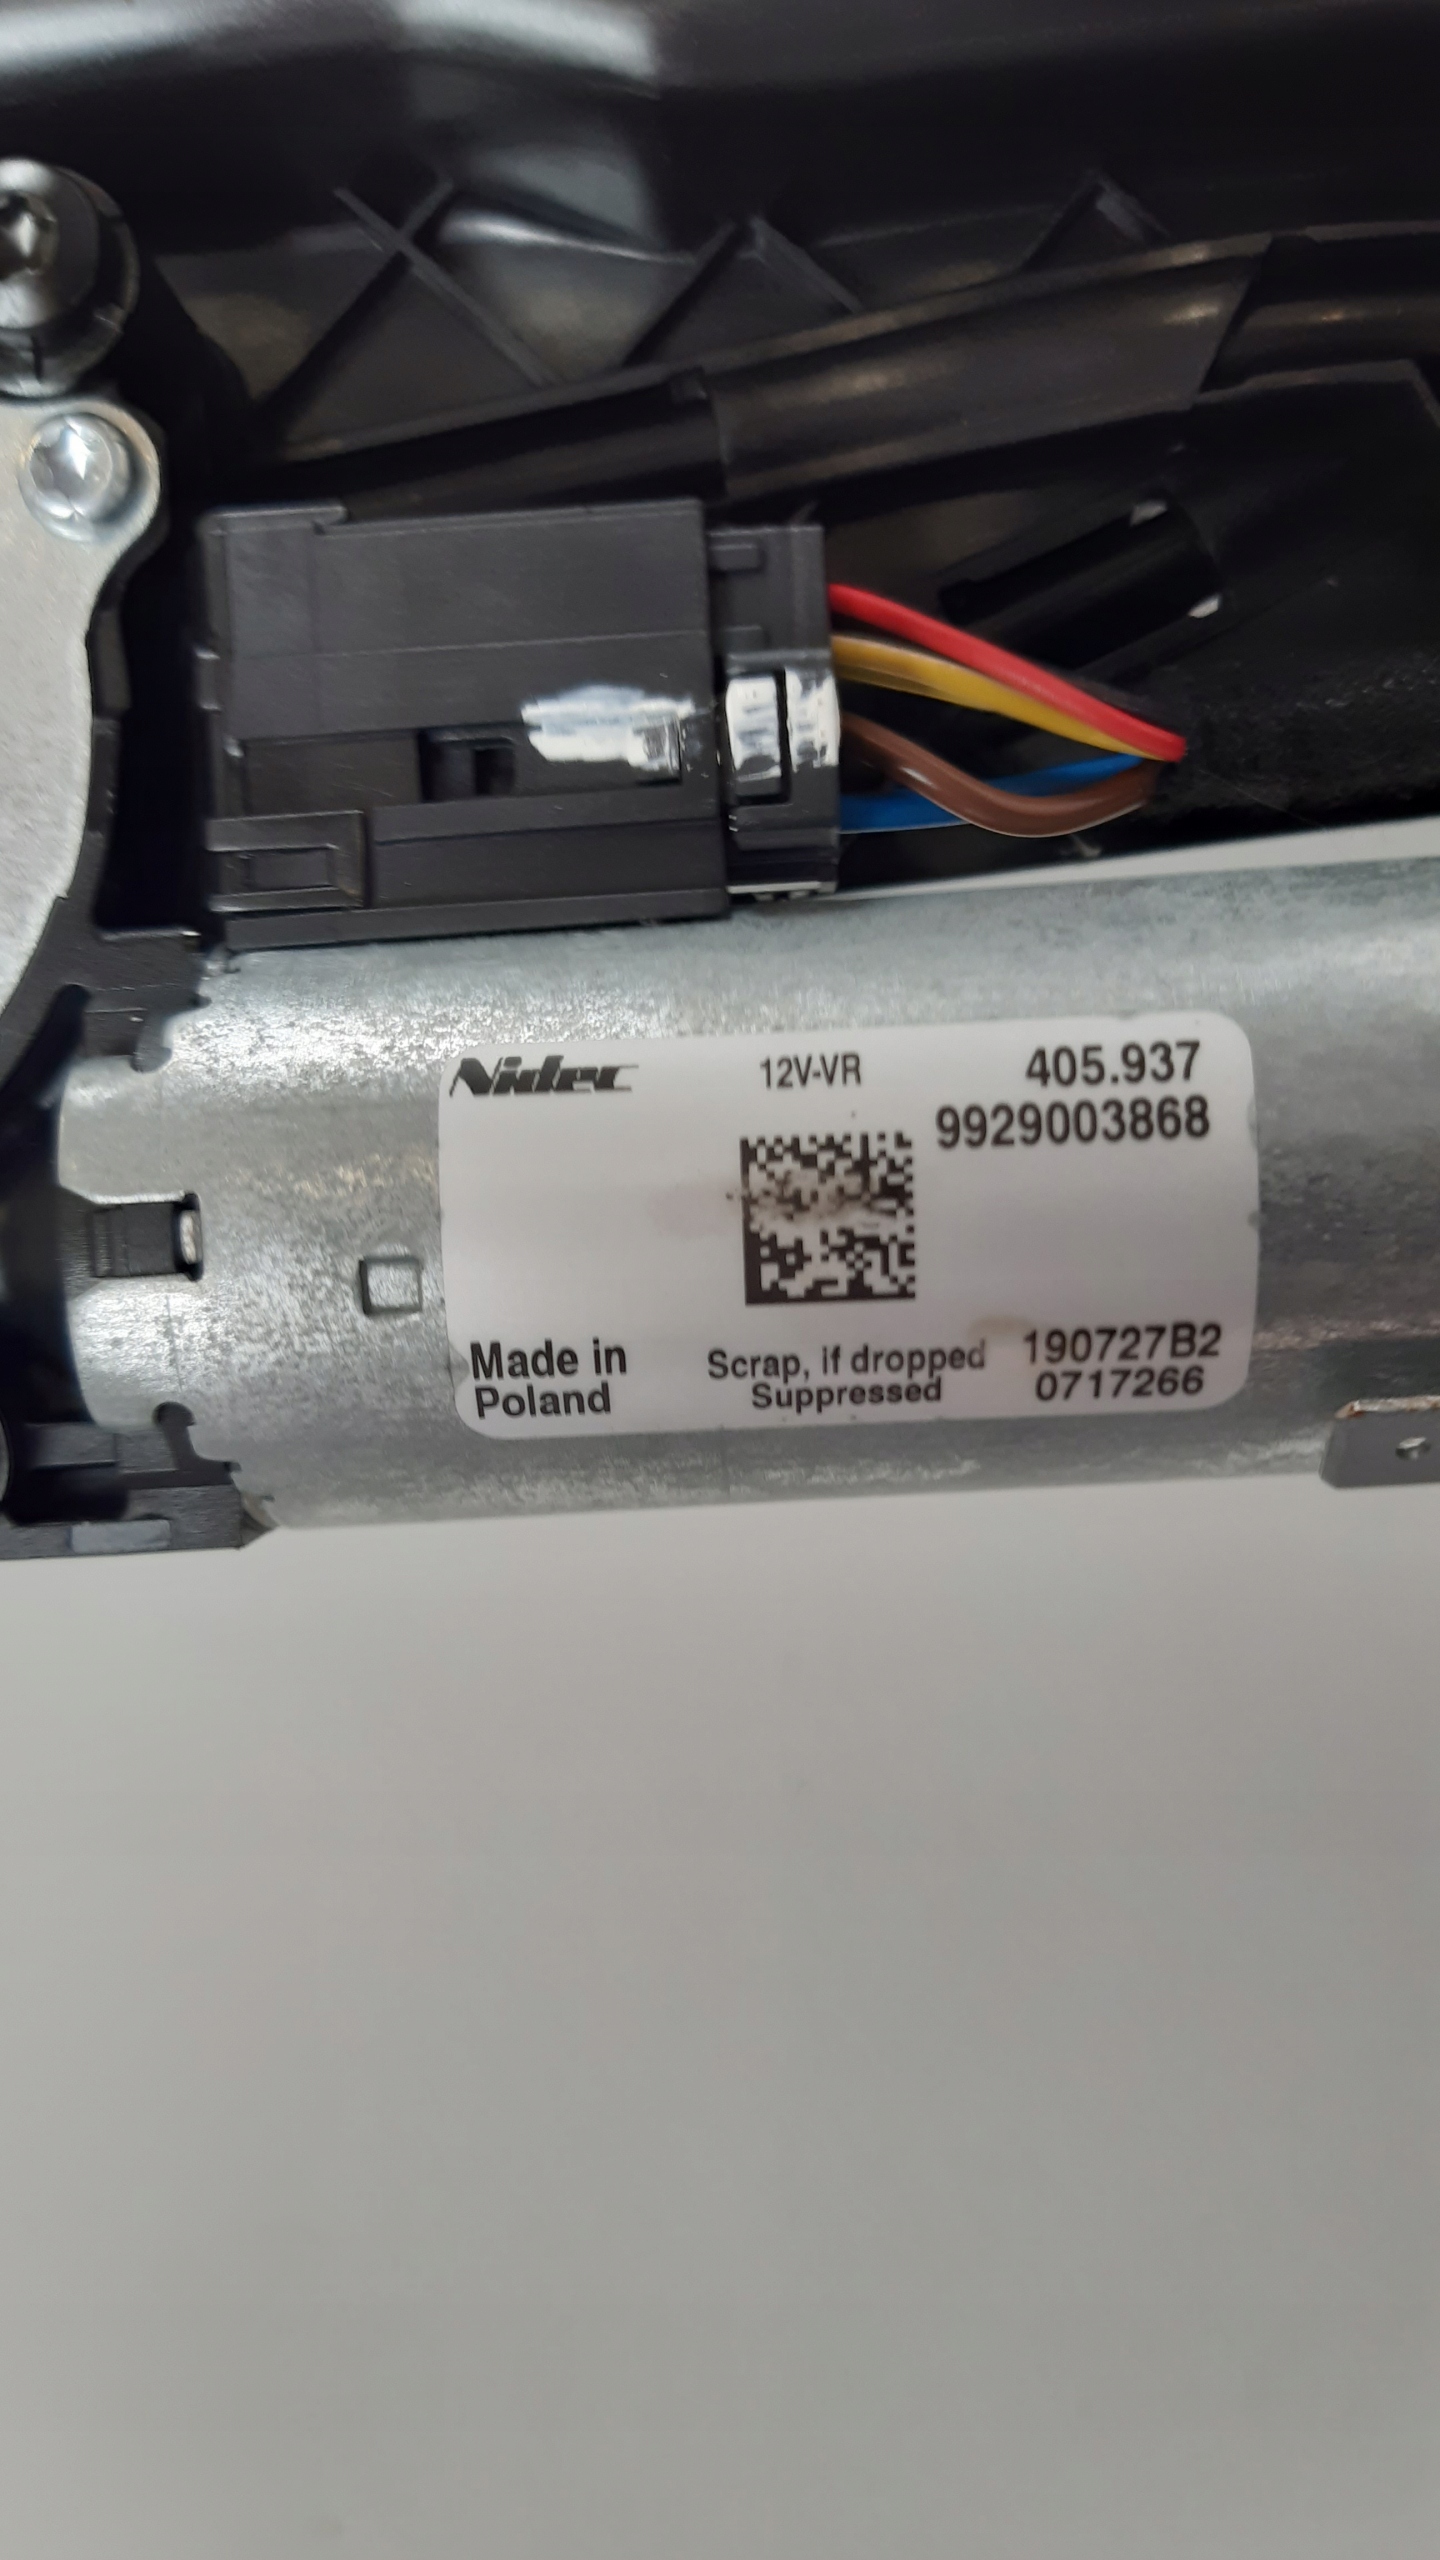 Nidec 12V-VR 405.937
9929003868
Made in
Poland
Scrap, if dropped
Suppressed
190727B2
0717266